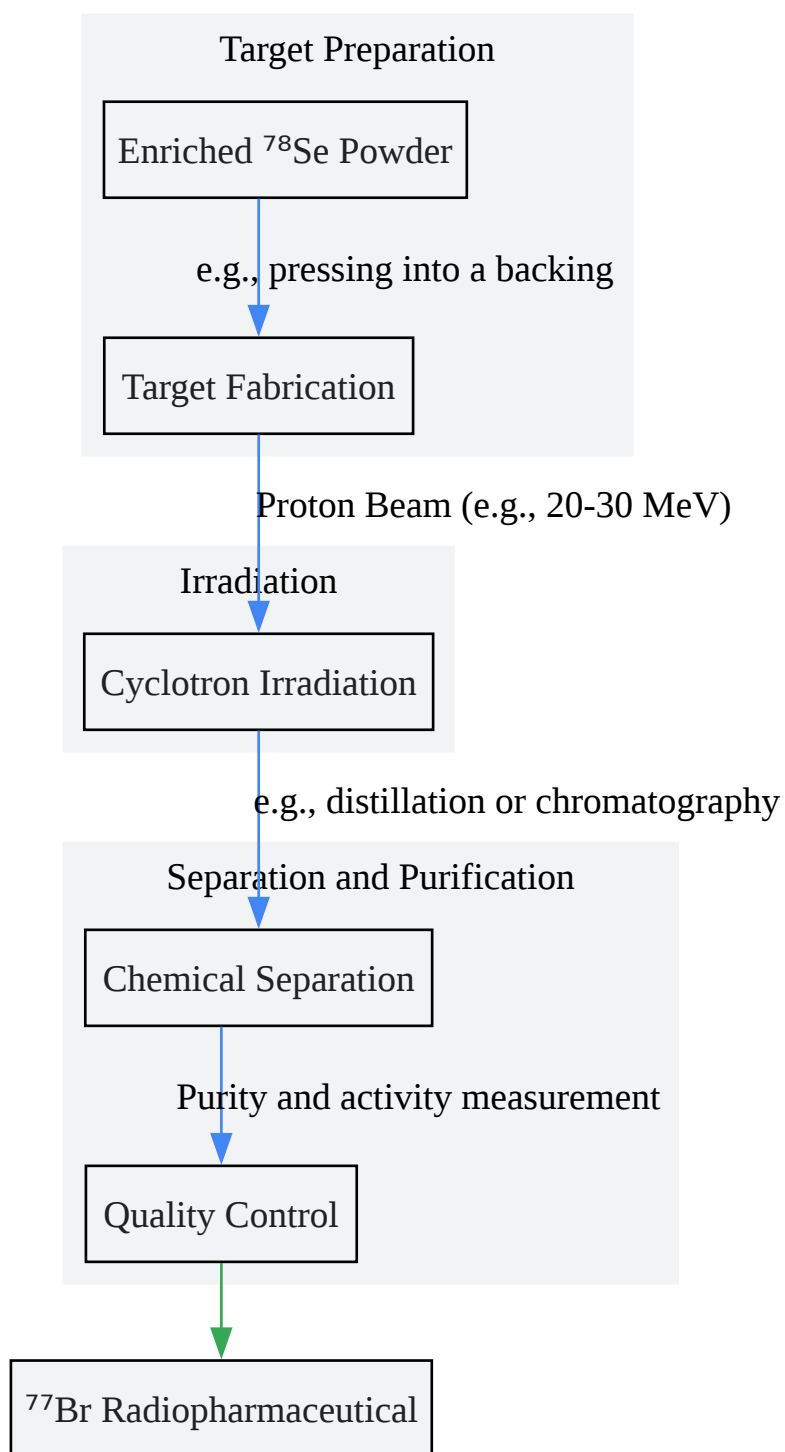 Target Preparation
Enriched ⁷⁸Se Powder
e.g., pressing into a backing
Target Fabrication
Proton Beam (e.g., 20-30 MeV)
Irradiation
Cyclotron Irradiation
e.g., distillation or chromatography
Separation and Purification
Chemical Separation
Purity and activity measurement
Quality Control
⁷⁷Br Radiopharmaceutical